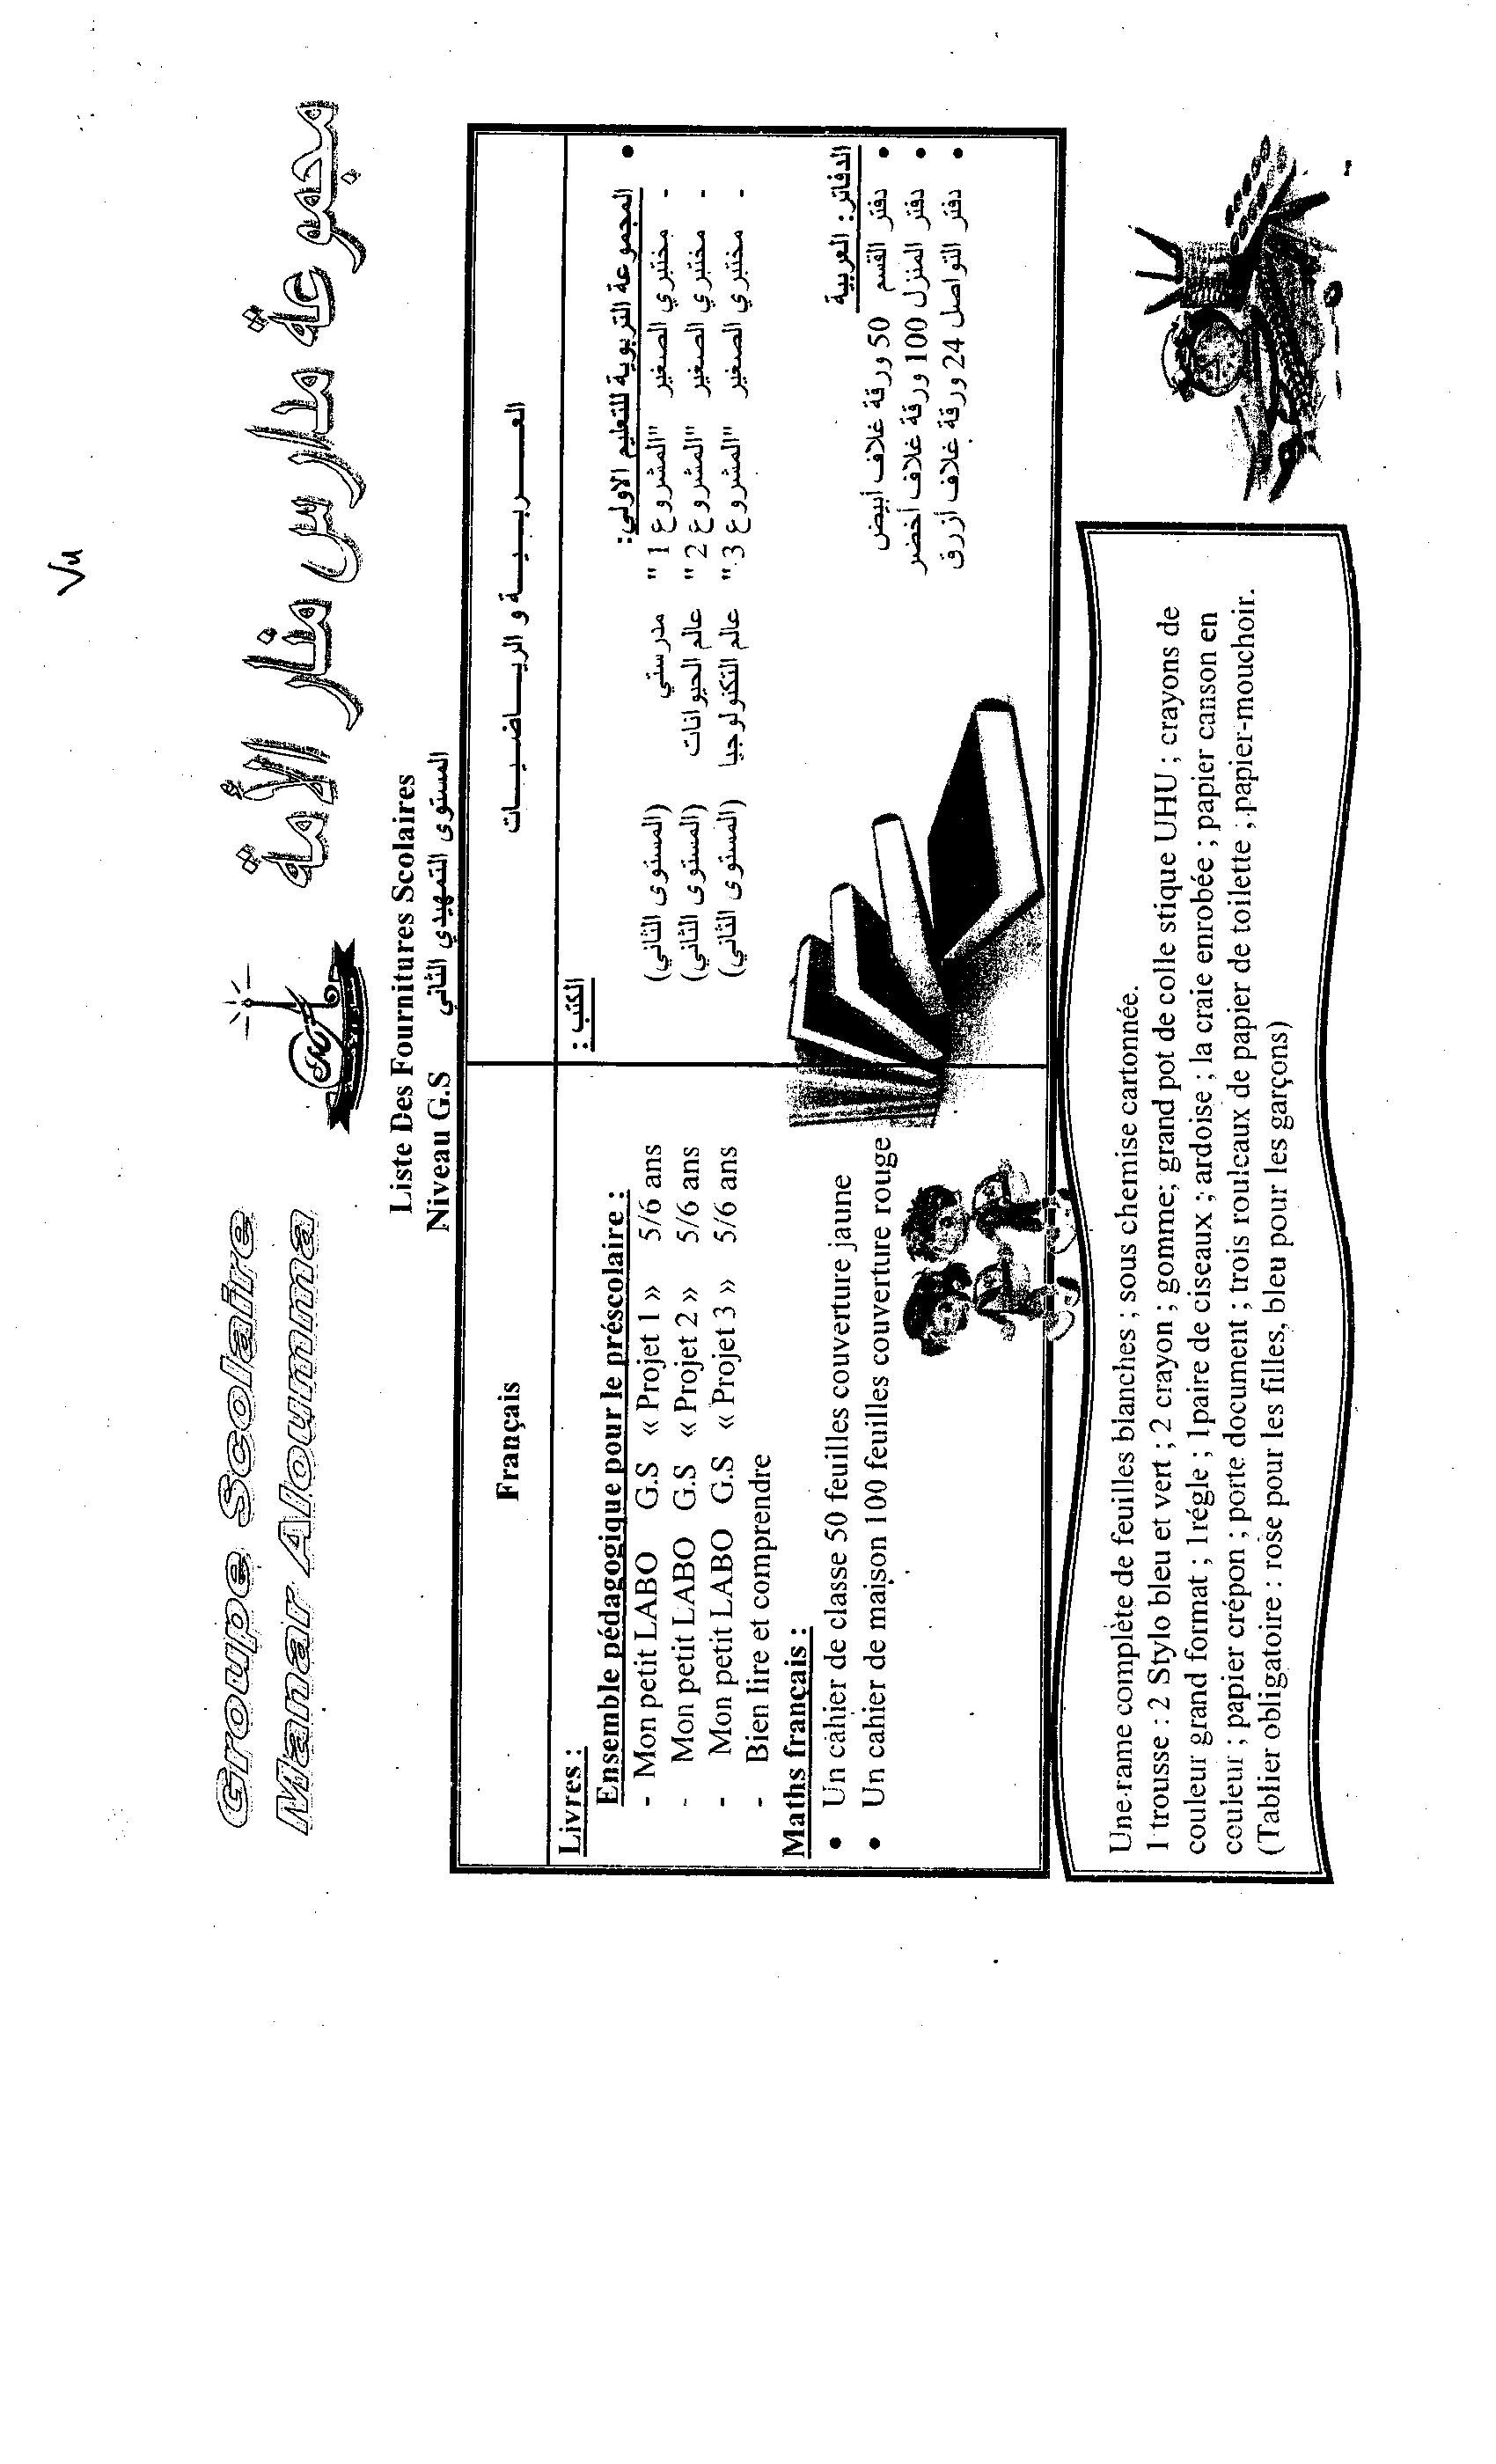 Vu
Groupe Scolaire
Manar Aloumma
مجموعة مدارس منار الأمة
Liste Des Fournitures Scolaires
Niveau G.S المستوى التمهيدي الثاني
Français
Livres :
Ensemble pédagogique pour le préscolaire :
- Mon petit LABO G.S « Projet 1 » 5/6 ans
- Mon petit LABO G.S « Projet 2 » 5/6 ans
- Mon petit LABO G.S « Projet 3 » 5/6 ans
- Bien lire et comprendre
Maths français :
• Un cahier de classe 50 feuilles couverture jaune
• Un cahier de maison 100 feuilles couverture rouge
العـــربـيــة و الريــاضـيــات
الكتب :
• المجموعة التربوية للتعليم الاولي:
- مختبري الصغير "المشروع 1 " مدرستي (المستوى الثاني)
- مختبري الصغير "المشروع 2 " عالم الحيوانات (المستوى الثاني)
- مختبري الصغير "المشروع 3 " عالم التكنولوجيا (المستوى الثاني)
الدفاتر: العربية
• دفتر القسم 50 ورقة غلاف أبيض
• دفتر المنزل 100 ورقة غلاف أخضر
• دفتر التواصل 24 ورقة غلاف أزرق
Une rame complète de feuilles blanches ; sous chemise cartonnée.
1 trousse : 2 Stylo bleu et vert ; 2 crayon ; gomme; grand pot de colle stique UHU ; crayons de
couleur grand format ; 1régle ; 1paire de ciseaux ; ardoise ; la craie enrobée ; papier canson en
couleur ; papier crépon ; porte document ; trois rouleaux de papier de toilette ; papier-mouchoir.
(Tablier obligatoire : rose pour les filles, bleu pour les garçons)